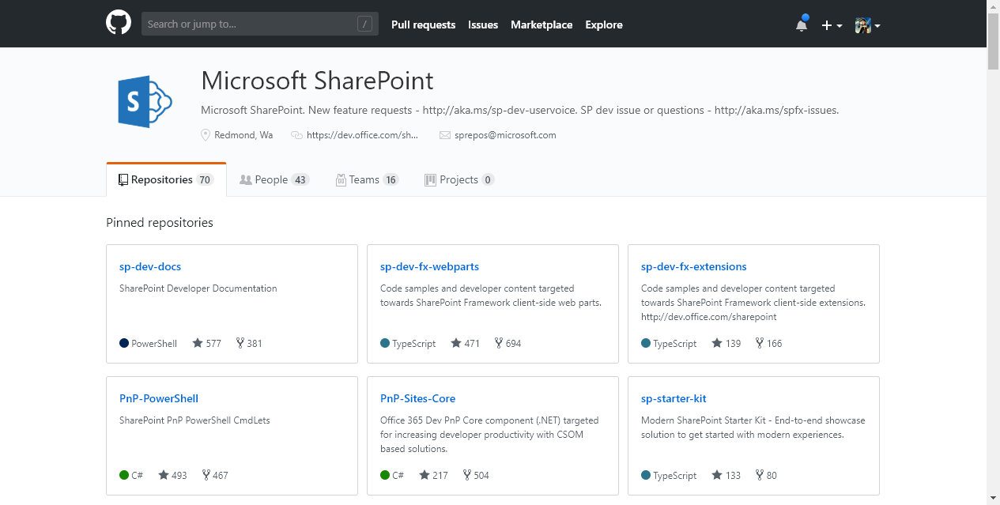 Search or jump to... /
Pull requests Issues Marketplace Explore
S
Microsoft SharePoint
Microsoft SharePoint. New feature requests - http://aka.ms/sp-dev-uservoice. SP dev issue or questions - http://aka.ms/spfx-issues.
Redmond, Wa https://dev.office.com/sh... sprepos@microsoft.com
Repositories 70 People 43 Teams 16 Projects 0
Pinned repositories
sp-dev-docs
SharePoint Developer Documentation
PowerShell 577 381
sp-dev-fx-webparts
Code samples and developer content targeted
towards SharePoint Framework client-side web parts.
TypeScript 471 694
sp-dev-fx-extensions
Code samples and developer content targeted
towards SharePoint Framework client-side extensions.
http://dev.office.com/sharepoint
TypeScript 139 166
PnP-PowerShell
SharePoint PnP PowerShell CmdLets
C# 493 467
PnP-Sites-Core
Office 365 Dev PnP Core component (.NET) targeted
for increasing developer productivity with CSOM
based solutions.
C# 217 504
sp-starter-kit
Modern SharePoint Starter Kit - End-to-end showcase
solution to get started with modern experiences.
TypeScript 133 80